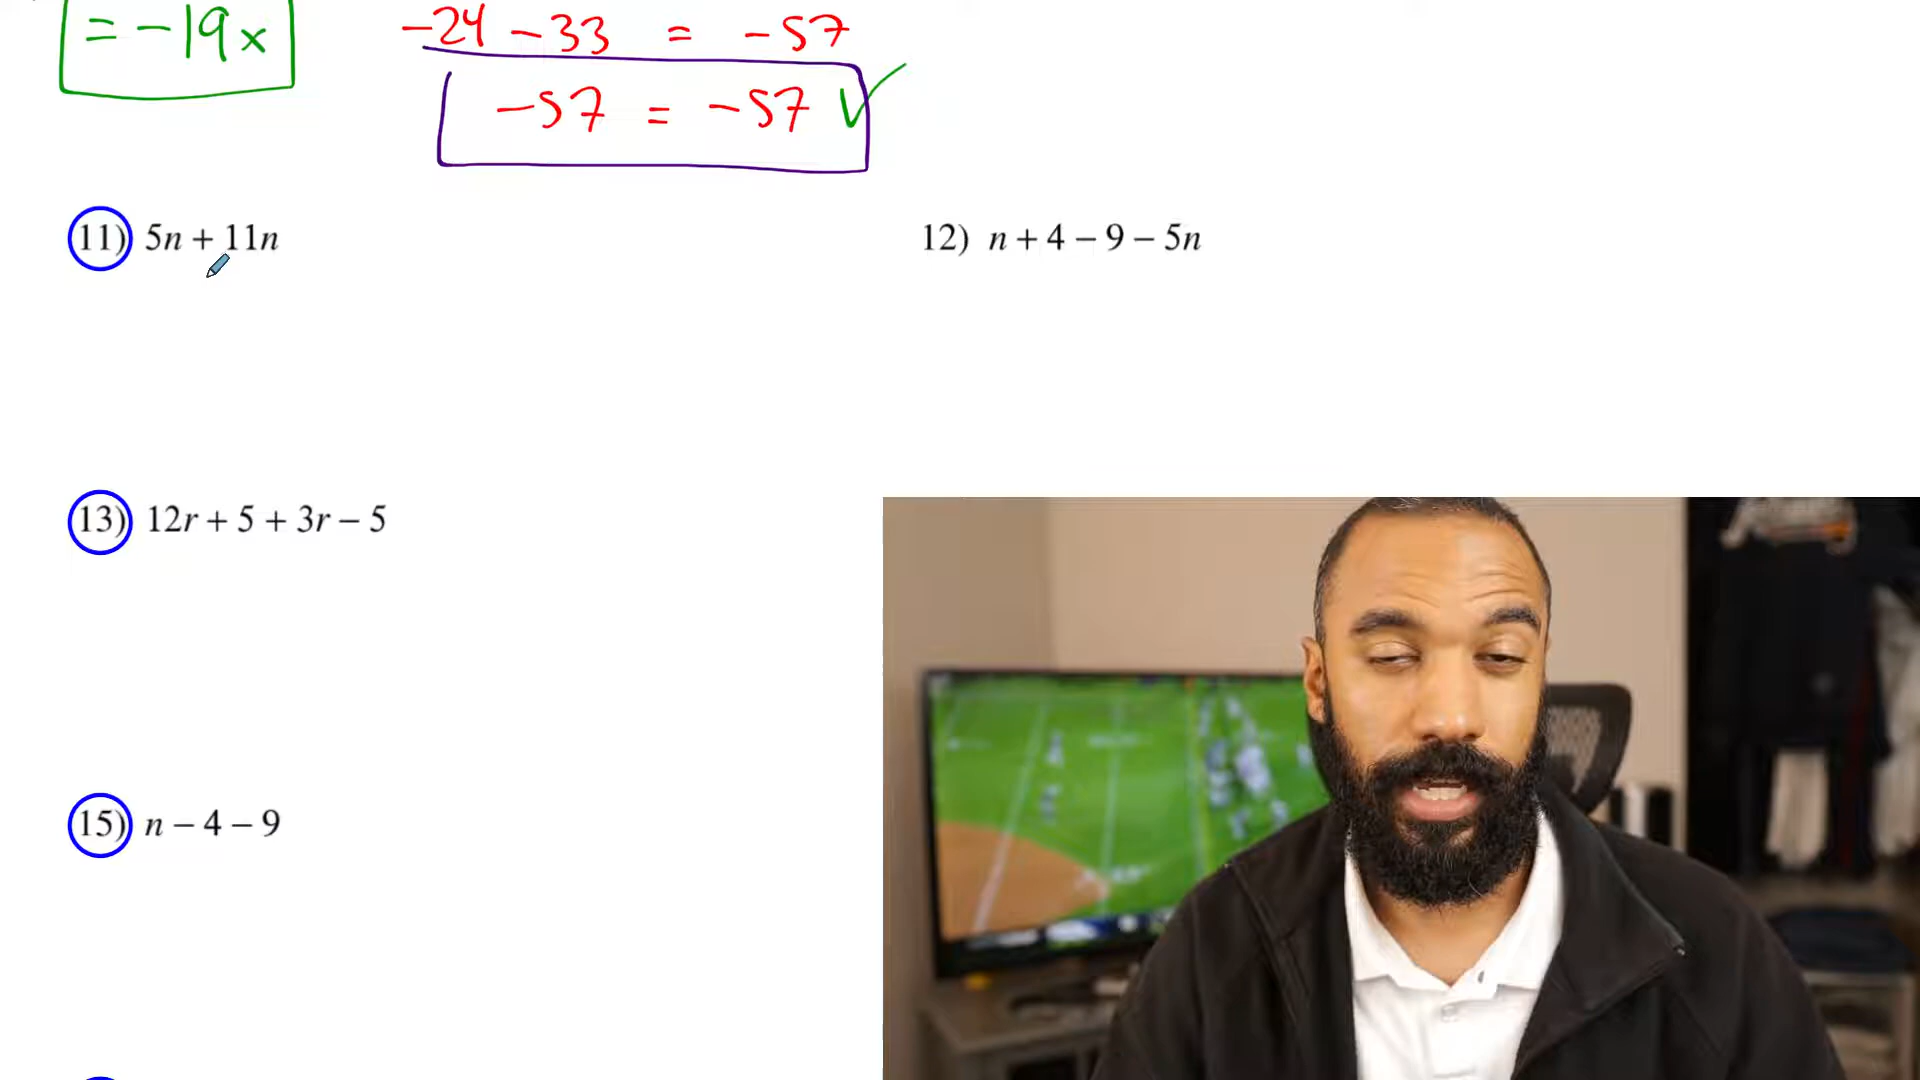 = -19x
-24 - 33 = -57
-57 = -57 ✓
11) 5n + 11n
12) n + 4 − 9 − 5n
13) 12r + 5 + 3r − 5
15) n − 4 − 9